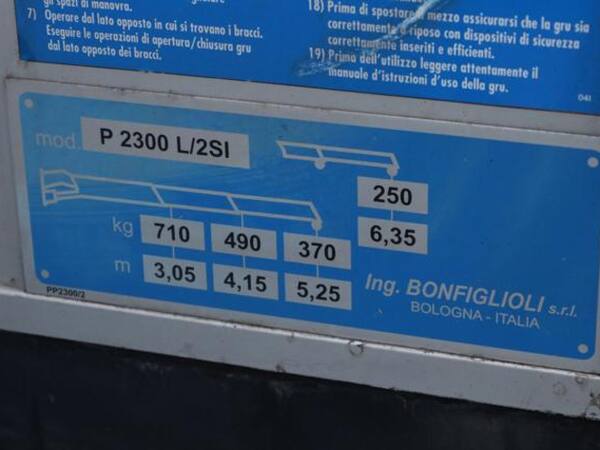 gli spazi di manovra.
7) Operare dal lato opposto in cui si trovano i bracci.
Eseguire le operazioni di apertura/chiusura gru
dal lato opposto dei bracci.
18) Prima di spostare mezzo assicurarsi che la gru sia
correttamente riposo con dispositivi di sicurezza
correttamente inseriti e efficienti.
19) Prima dell'utilizzo leggere attentamente il
manuale d'istruzioni d'uso della gru.
041
mod. P 2300 L/2SI
250
6,35
kg 710 490 370
m 3,05 4,15 5,25
PP2300/2
Ing. BONFIGLIOLI s.r.l.
BOLOGNA - ITALIA